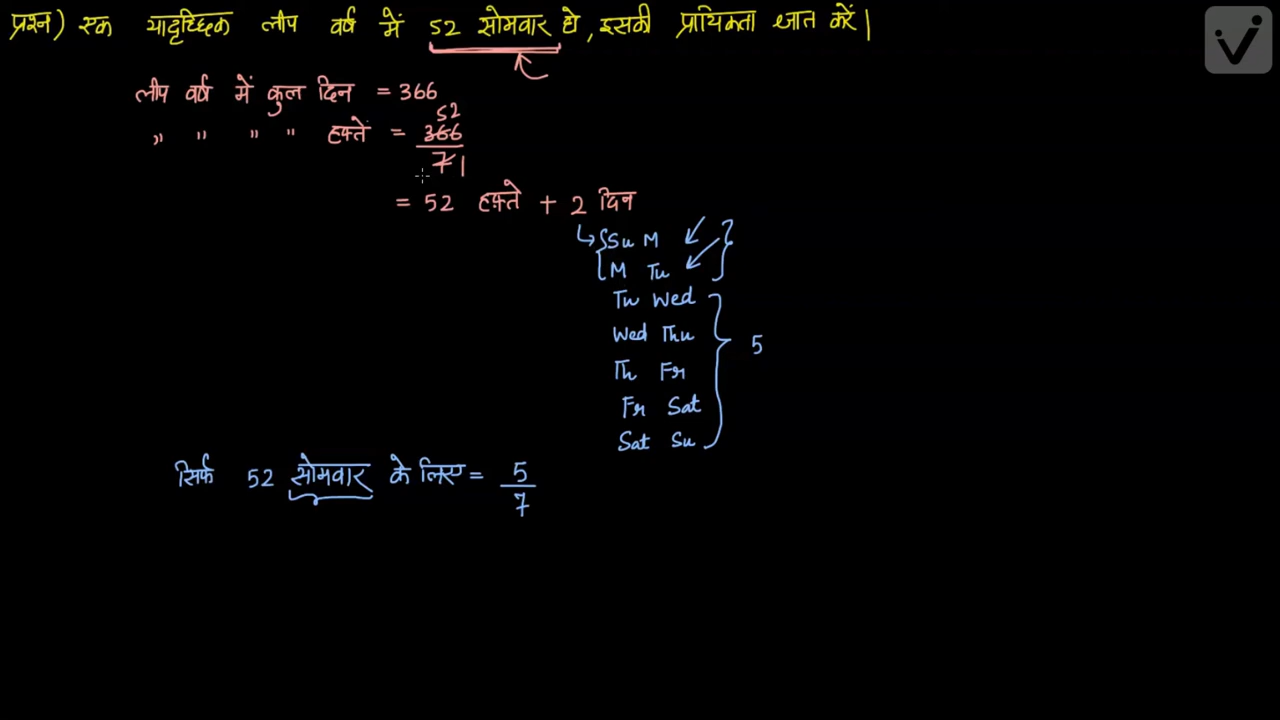 प्रश्न) एक यादृच्छिक लीप वर्ष में 52 सोमवार हो, इसकी प्रायिकता ज्ञात करें|
लीप वर्ष में कुल दिन = 366
" " " " हफ्ते = 366/7 52 1
= 52 हफ़्ते + 2 दिन
↳ {Su M }
[M Tu }
Tu Wed
Wed Thu
5
Th Fr
Fr Sat
Sat Su
सिर्फ 52 सोमवार के लिए = 5/7